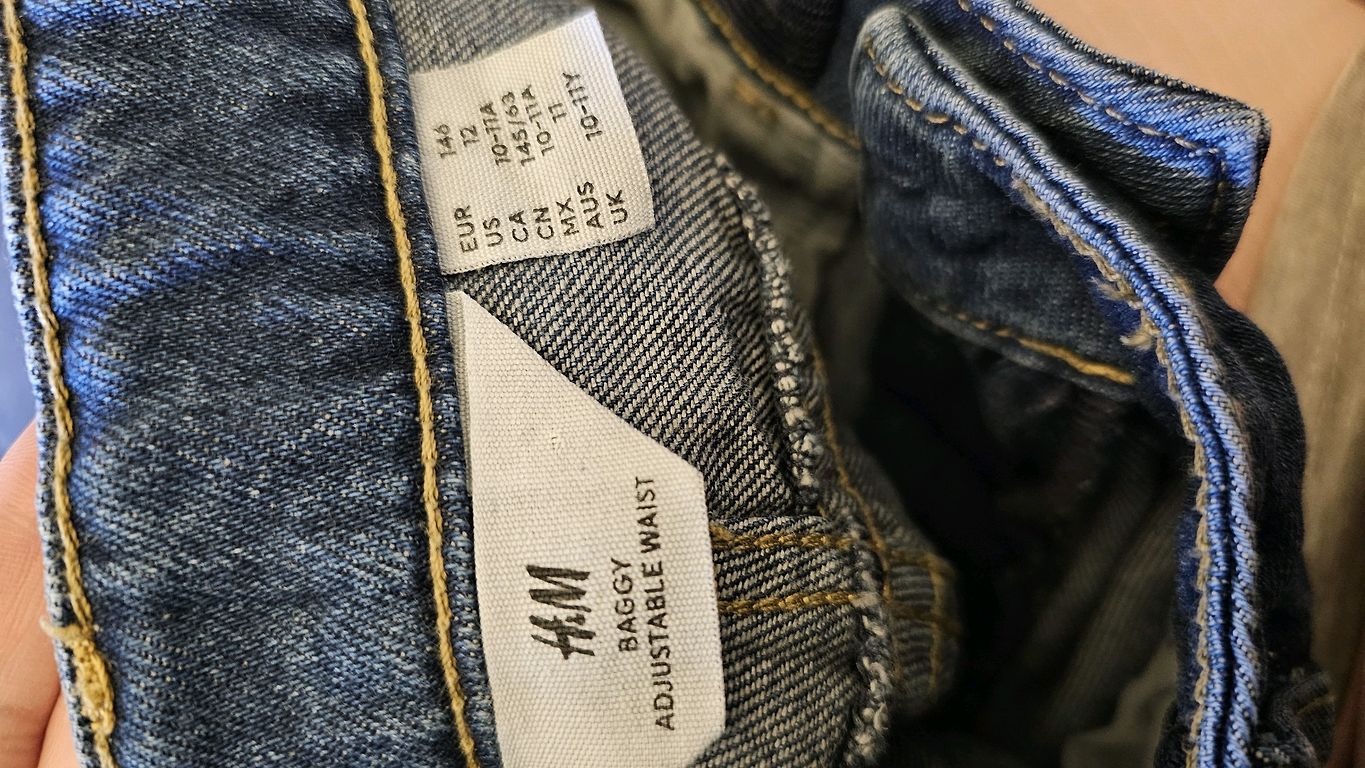 EUR 146
US 12
CA 10-11A
CN 145/63
MX 10-11A
AUS 11
UK 10-11Y
H&M
BAGGY
ADJUSTABLE WAIST